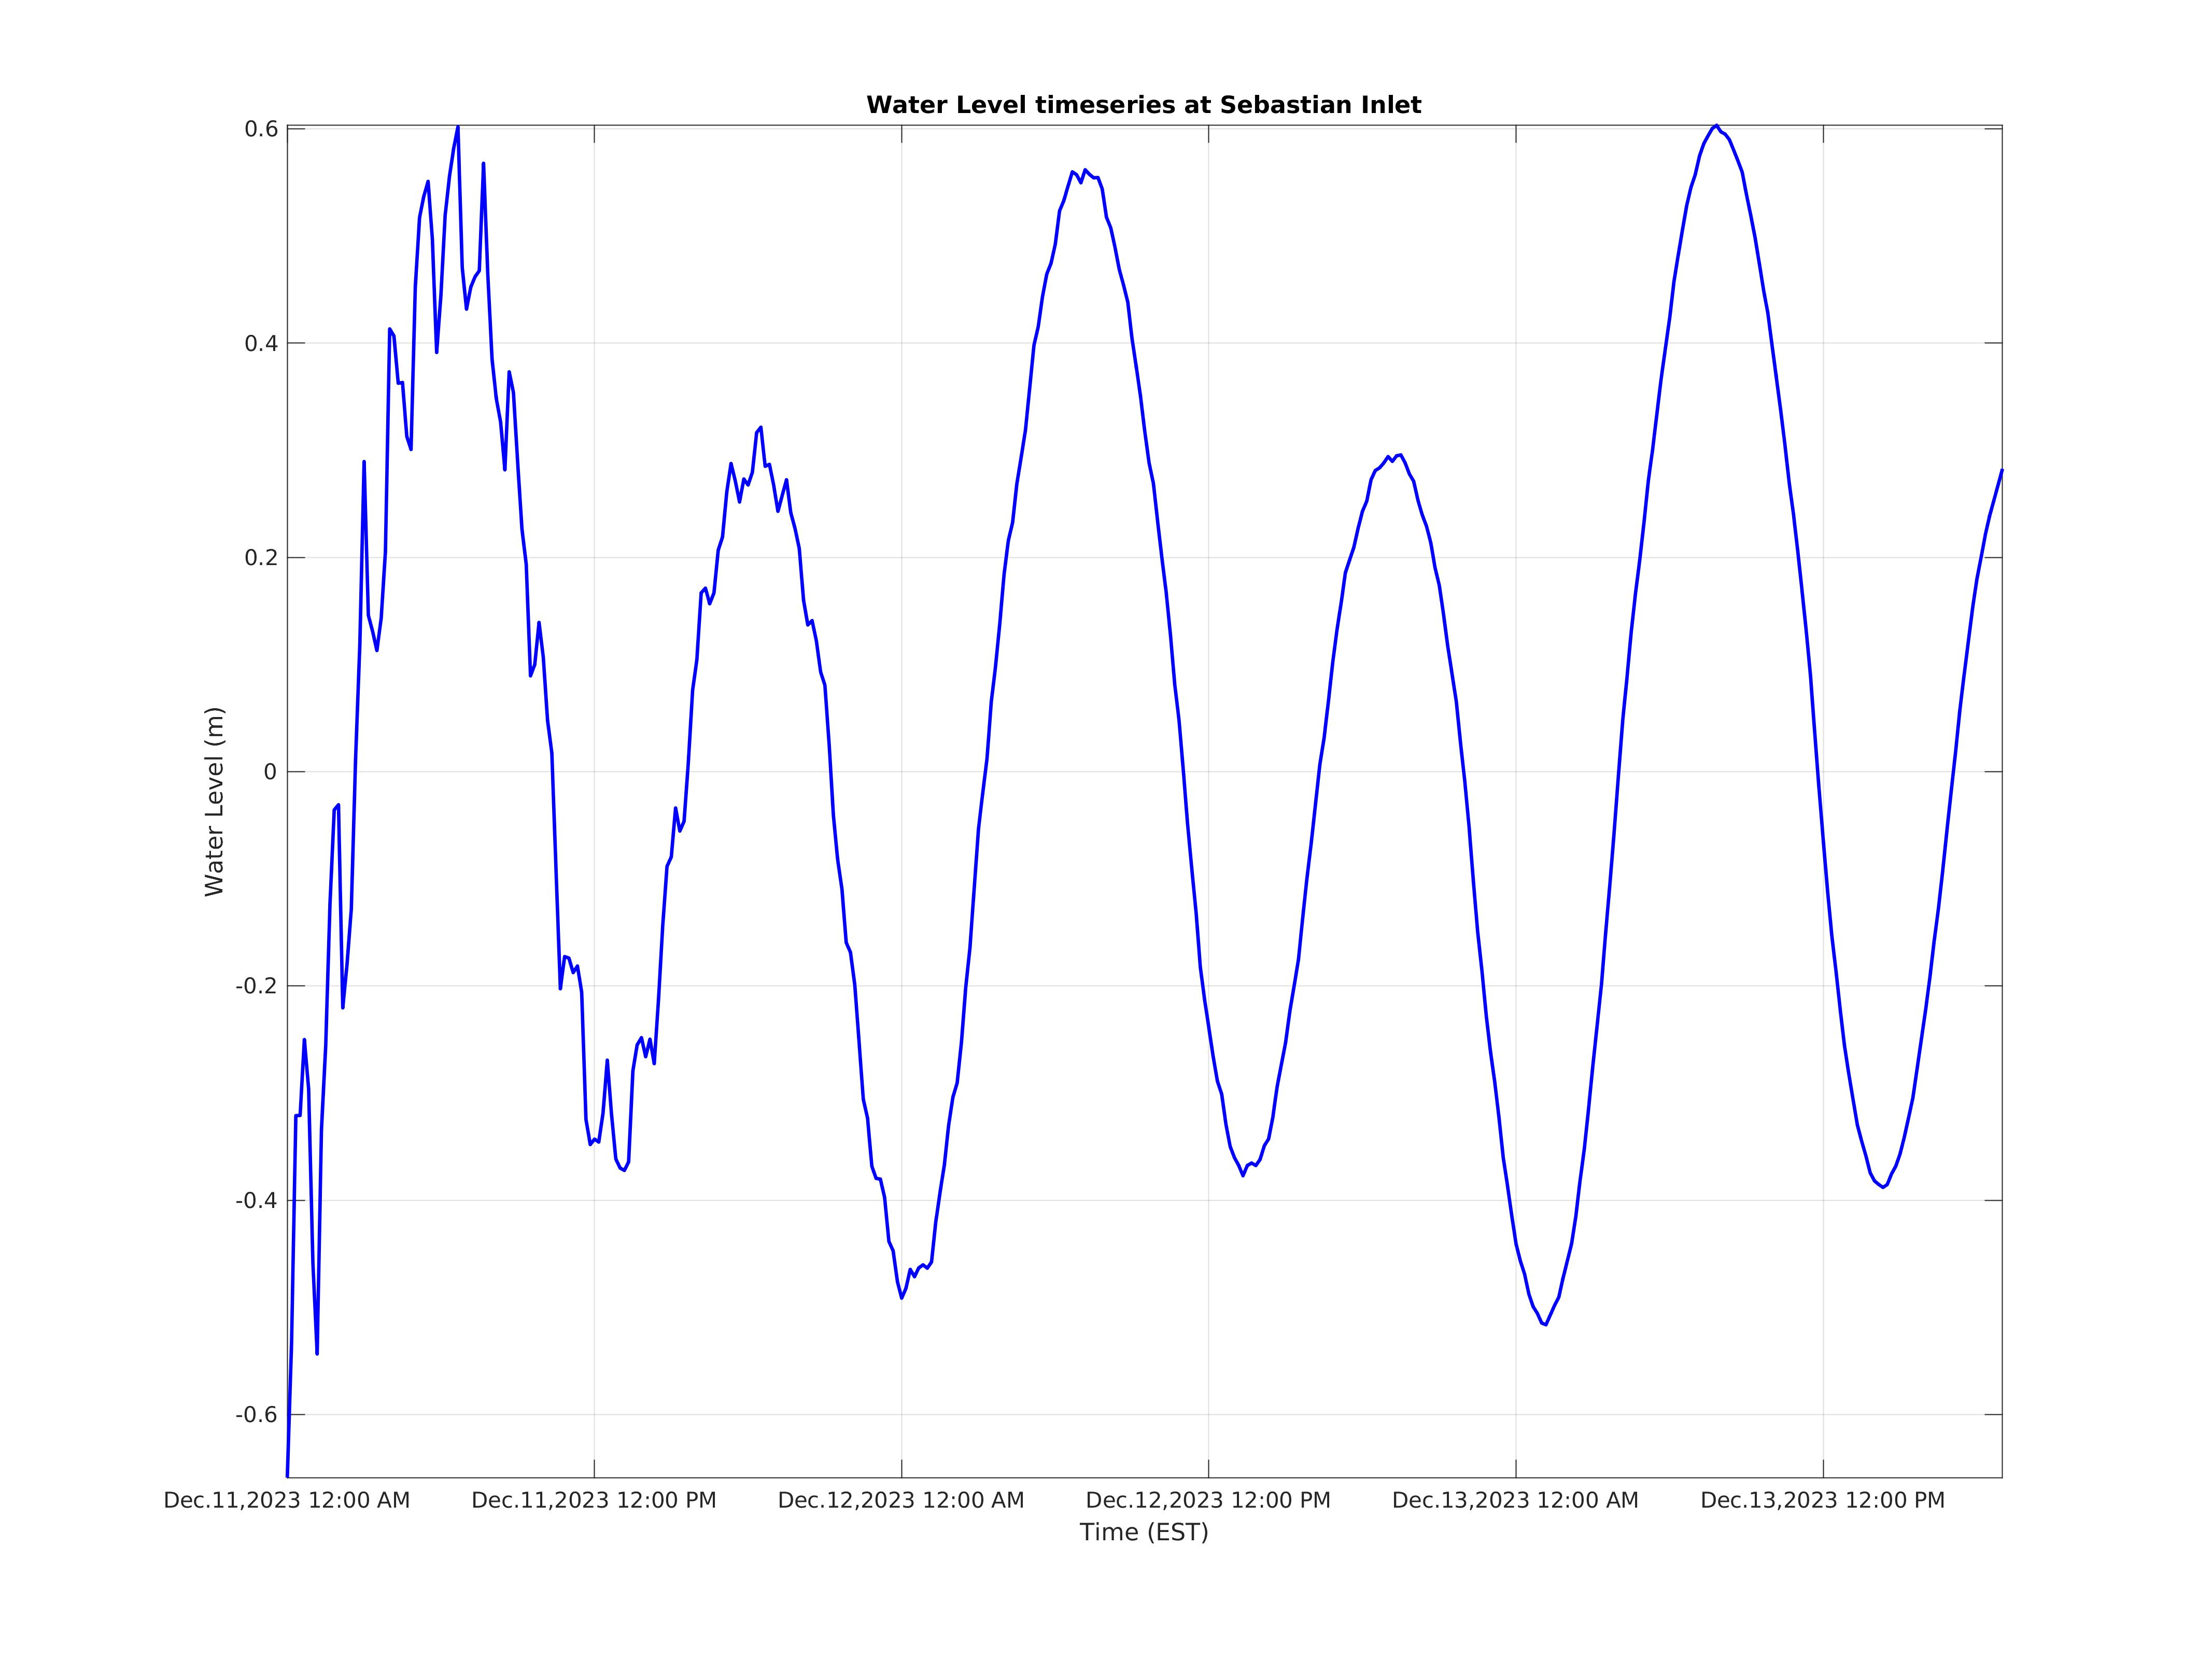 Water Level timeseries at Sebastian Inlet
0.6
0.4
0.2
0
-0.2
-0.4
-0.6
Water Level (m)
Dec.11,2023 12:00 AM
Dec.11,2023 12:00 PM
Dec.12,2023 12:00 AM
Dec.12,2023 12:00 PM
Dec.13,2023 12:00 AM
Dec.13,2023 12:00 PM
Time (EST)